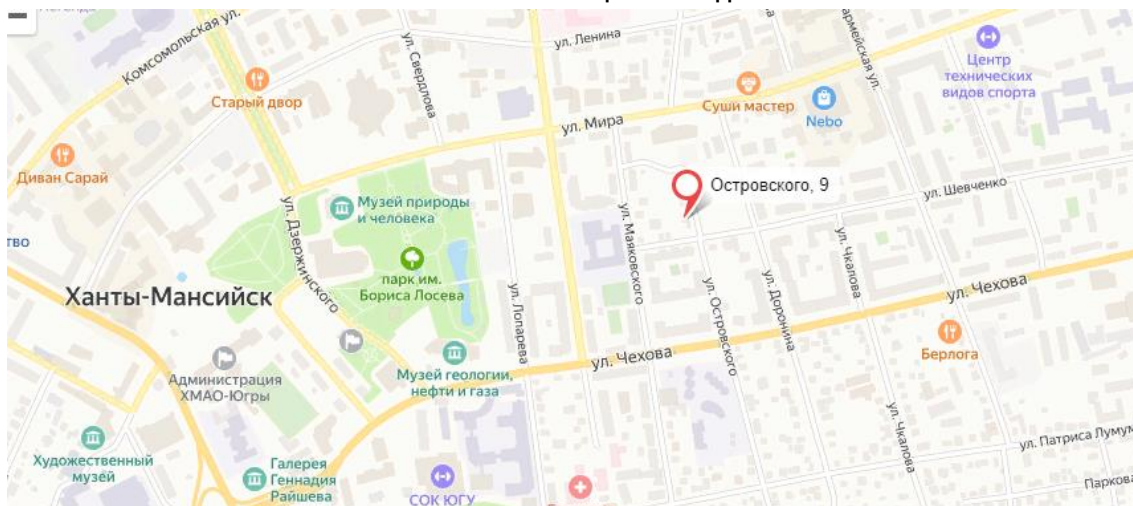 Комсомольская ул.
ул. Ленина
армейская ул.
Центр
технических
видов спорта
ул. Свердлова
Старый двор
Суши мастер
Nebo
ул. Мира
Диван Сарай
Островского, 9
ул. Шевченко
Музей природы
и человека
ул. Дзержинского
ул. Маяковского
ул. Чкалова
ство
парк им.
Бориса Лосева
Ханты-Мансийск
ул. Лопарева
ул. Островского
ул. Доронина
ул. Чехова
ул. Чехова
Берлога
Администрация
ХМАО-Югры
Музей геологии,
нефти и газа
ул. Чкалова
ул. Патриса Лумум
Художественный
музей
Галерея
Геннадия
Райшева
СОК ЮГУ
Паркова